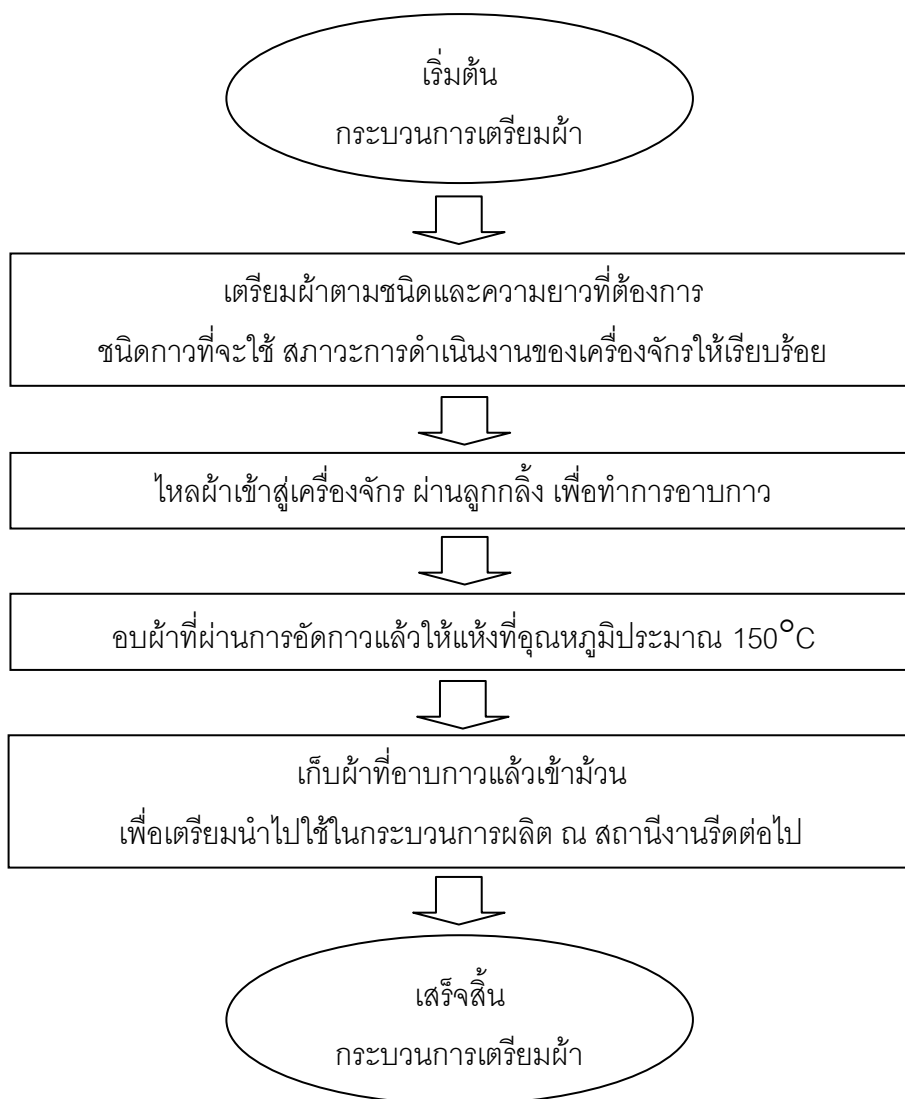 เริ่มต้น
กระบวนการเตรียมผ้า
เตรียมผ้าตามชนิดและความยาวที่ต้องการ
ชนิดกาวที่จะใช้ สภาวะการดำเนินงานของเครื่องจักรให้เรียบร้อย
ไหลผ้าเข้าสู่เครื่องจักร ผ่านลูกกลิ้ง เพื่อทำการอาบกาว
อบผ้าที่ผ่านการอัดกาวแล้วให้แห้งที่อุณหภูมิประมาณ 150°C
เก็บผ้าที่อาบกาวแล้วเข้าม้วน
เพื่อเตรียมนำไปใช้ในกระบวนการผลิต ณ สถานีงานรีดต่อไป
เสร็จสิ้น
กระบวนการเตรียมผ้า